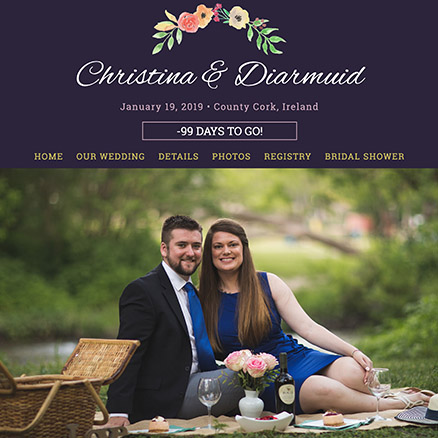 Christina & Diarmuid
January 19, 2019 • County Cork, Ireland
-99 DAYS TO GO!
HOME OUR WEDDING DETAILS PHOTOS REGISTRY BRIDAL SHOWER